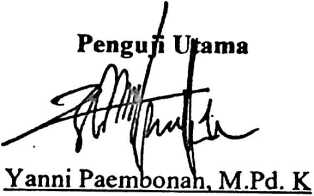 Penguji Utama
Yanni Paembonan, M.Pd. K